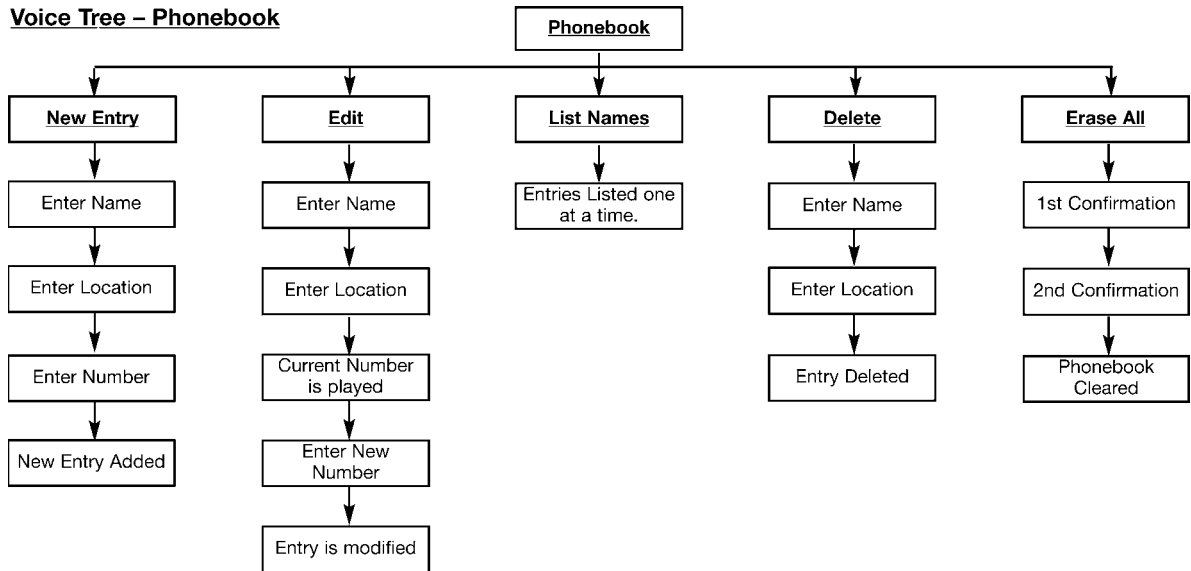 Voice Tree – Phonebook
Phonebook
New Entry
Enter Name
Enter Location
Enter Number
New Entry Added
Edit
Enter Name
Enter Location
Current Number
is played
Enter New
Number
Entry is modified
List Names
Entries Listed one
at a time.
Delete
Enter Name
Enter Location
Entry Deleted
Erase All
1st Confirmation
2nd Confirmation
Phonebook
Cleared